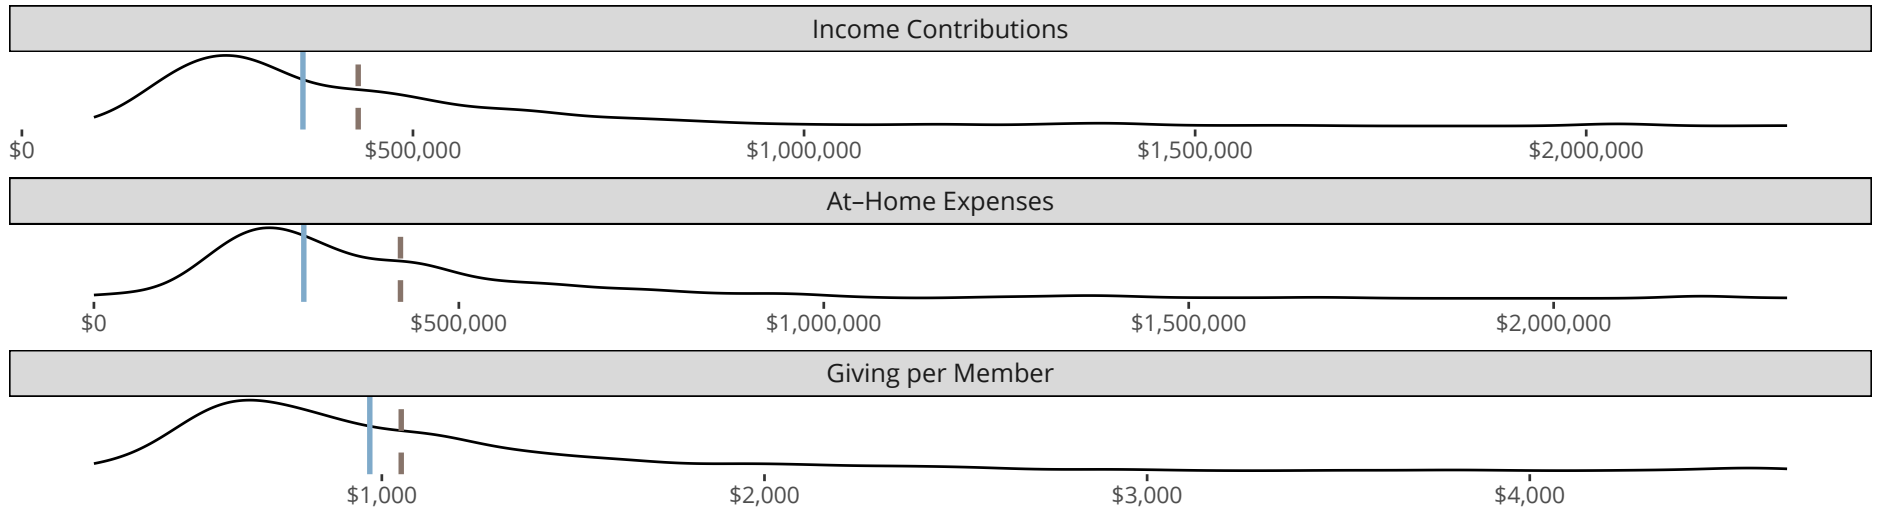 Income Contributions
$0 $500,000 $1,000,000 $1,500,000 $2,000,000
At–Home Expenses
$0 $500,000 $1,000,000 $1,500,000 $2,000,000
Giving per Member
$1,000 $2,000 $3,000 $4,000